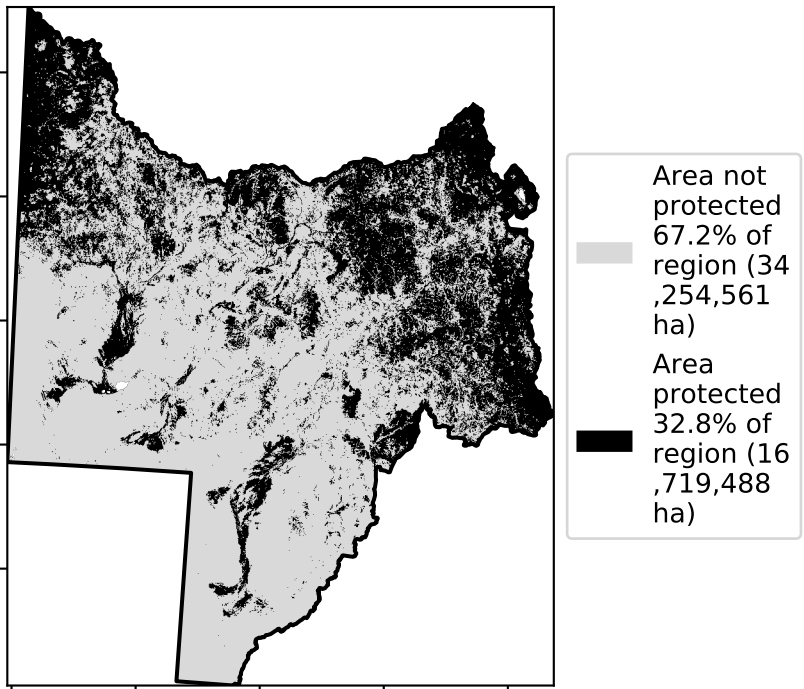 Area not
protected
67.2% of
region (34
,254,561
ha)
Area
protected
32.8% of
region (16
,719,488
ha)